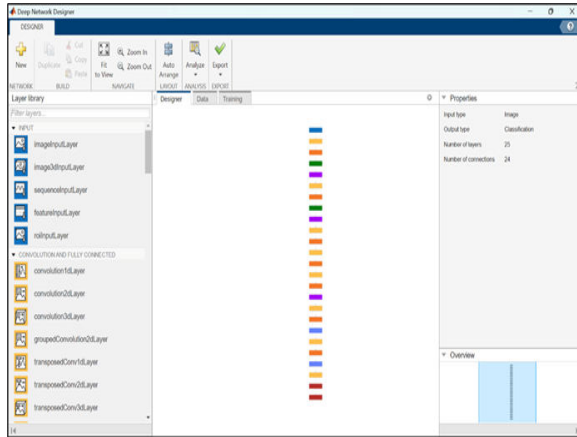 Deep Network Designer
DESIGNER
New
Duplicate
Cut
Copy
Paste
Fit
to View
Zoom In
Zoom Out
Auto
Arrange
Analyze
Export
NETWORK
BUILD
NAVIGATE
LAYOUT
ANALYSIS
EXPORT
Layer library
Filter layers...
INPUT
imageInputLayer
image3dInputLayer
sequenceInputLayer
featureInputLayer
roiInputLayer
CONVOLUTION AND FULLY CONNECTED
convolution1dLayer
convolution2dLayer
convolution3dLayer
groupedConvolution2dLayer
transposedConv1dLayer
transposedConv2dLayer
transposedConv3dLayer
Designer
Data
Training
Properties
Input type Image
Output type Classification
Number of layers 25
Number of connections 24
Overview